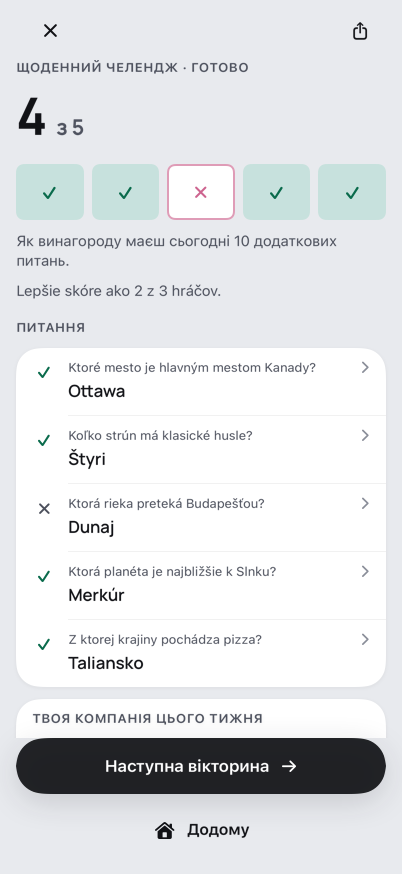 ЩОДЕННИЙ ЧЕЛЕНДЖ · ГОТОВО
4 з 5
Як винагороду маєш сьогодні 10 додаткових
питань.
Lepšie skóre ako 2 z 3 hráčov.
ПИТАННЯ
Ktoré mesto je hlavným mestom Kanady?
Ottawa
Koľko strún má klasické husle?
Štyri
Ktorá rieka preteká Budapešťou?
Dunaj
Ktorá planéta je najbližšie k Slnku?
Merkúr
Z ktorej krajiny pochádza pizza?
Taliansko
ТВОЯ КОМПАНІЯ ЦЬОГО ТИЖНЯ
Наступна вікторина
Додому